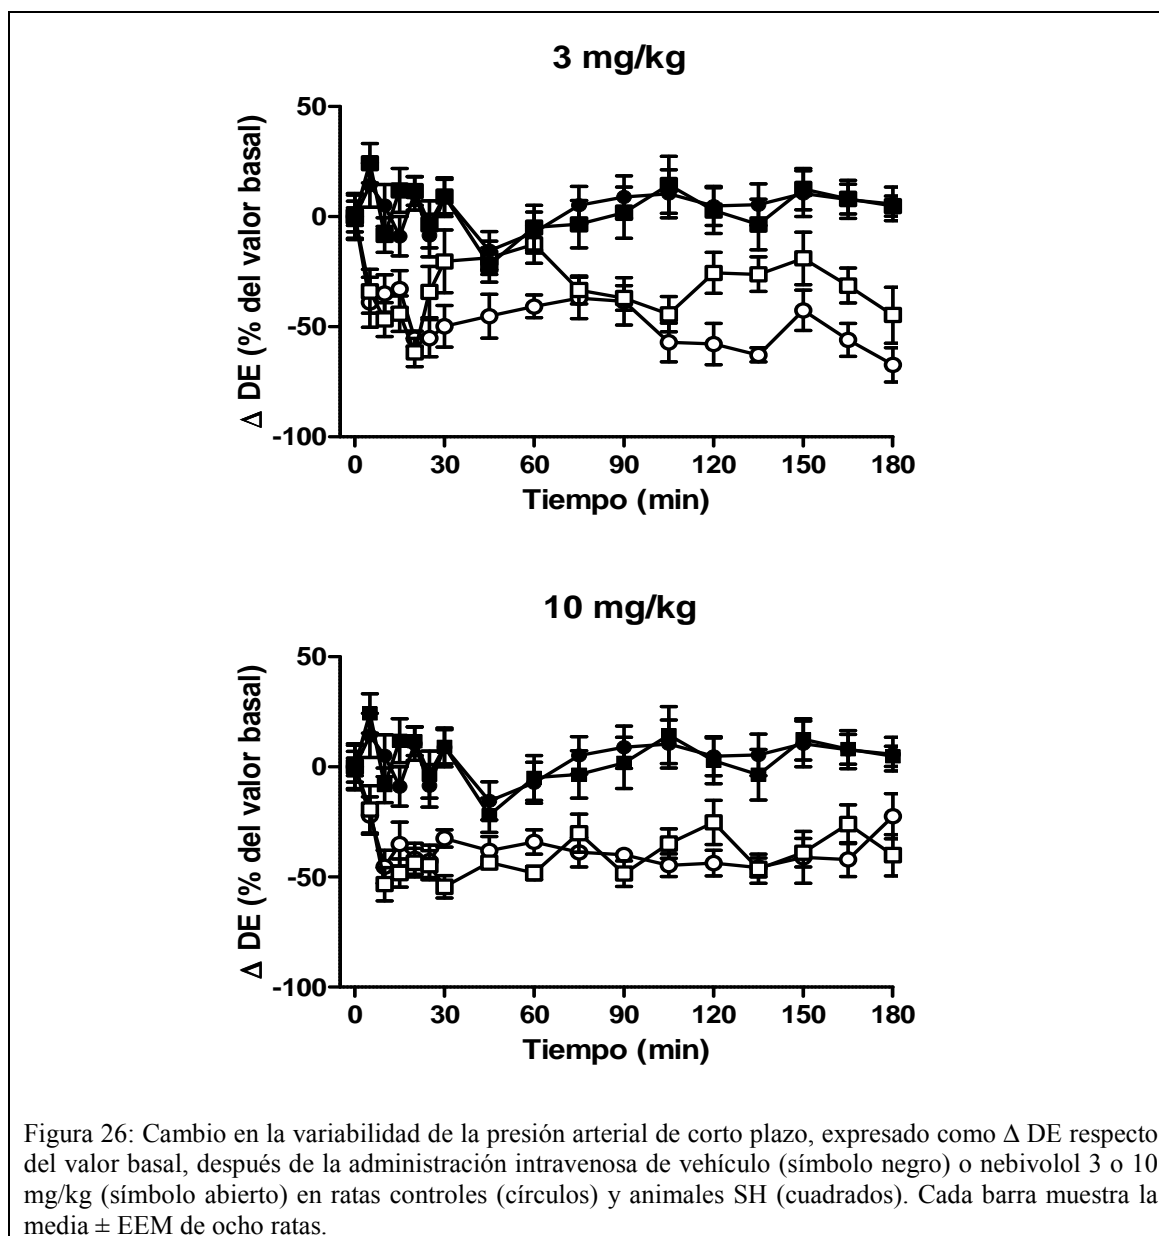 3 mg/kg
50
0
-50
-100
Δ DE (% del valor basal)
0 30 60 90 120 150 180
Tiempo (min)
10 mg/kg
50
0
-50
-100
Δ DE (% del valor basal)
0 30 60 90 120 150 180
Tiempo (min)
Figura 26: Cambio en la variabilidad de la presión arterial de corto plazo, expresado como Δ DE respecto
del valor basal, después de la administración intravenosa de vehículo (símbolo negro) o nebivolol 3 o 10
mg/kg (símbolo abierto) en ratas controles (círculos) y animales SH (cuadrados). Cada barra muestra la
media ± EEM de ocho ratas.